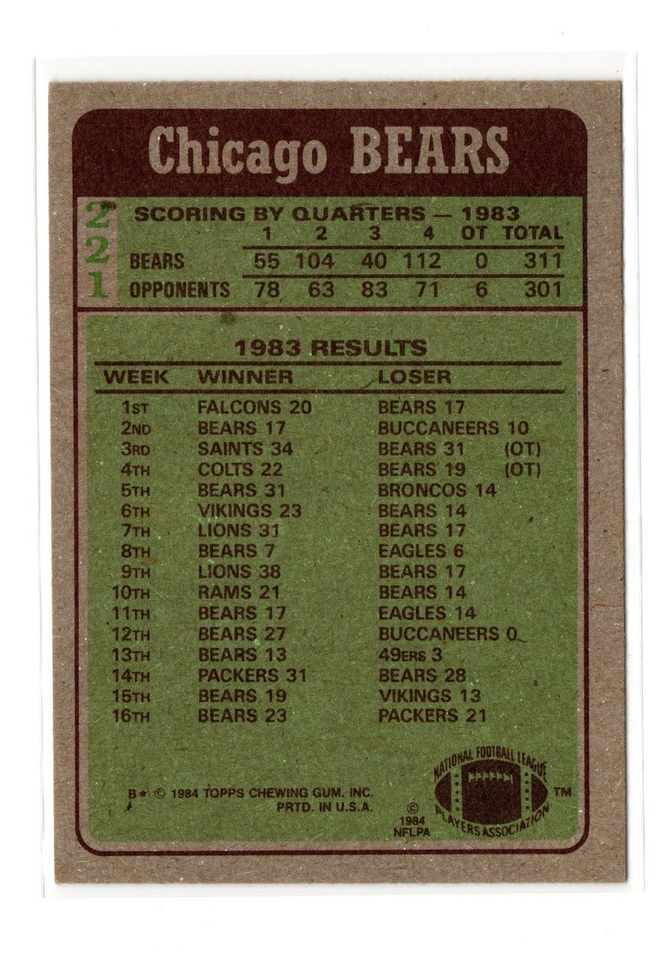 Chicago BEARS
221
SCORING BY QUARTERS — 1983
1 2 3 4 OT TOTAL
BEARS 55 104 40 112 0 311
OPPONENTS 78 63 83 71 6 301
1983 RESULTS
WEEK WINNER LOSER
1ST FALCONS 20 BEARS 17
2ND BEARS 17 BUCCANEERS 10
3RD SAINTS 34 BEARS 31 (OT)
4TH COLTS 22 BEARS 19 (OT)
5TH BEARS 31 BRONCOS 14
6TH VIKINGS 23 BEARS 14
7TH LIONS 31 BEARS 17
8TH BEARS 7 EAGLES 6
9TH LIONS 38 BEARS 17
10TH RAMS 21 BEARS 14
11TH BEARS 17 EAGLES 14
12TH BEARS 27 BUCCANEERS 0
13TH BEARS 13 49ERS 3
14TH PACKERS 31 BEARS 28
15TH BEARS 19 VIKINGS 13
16TH BEARS 23 PACKERS 21
B* © 1984 TOPPS CHEWING GUM, INC.
PRTD. IN U.S.A.
© 1984 NFLPA
NATIONAL FOOTBALL LEAGUE
PLAYERS ASSOCIATION
TM